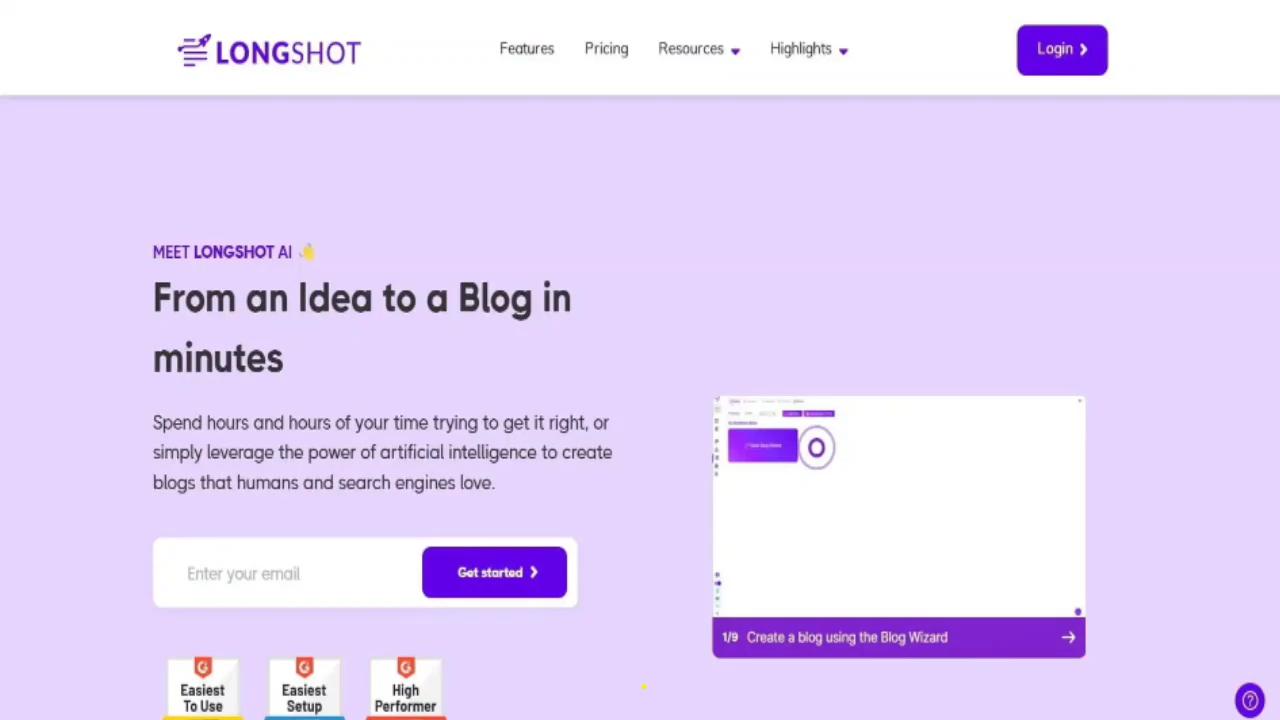 LONGSHOT
Features
Pricing
Resources
Highlights
Login
MEET LONGSHOT AI
From an Idea to a Blog in
minutes
Spend hours and hours of your time trying to get it right, or
simply leverage the power of artificial intelligence to create
blogs that humans and search engines love.
Enter your email
Get started
1/9 Create a blog using the Blog Wizard
Easiest
To Use
Easiest
Setup
High
Performer